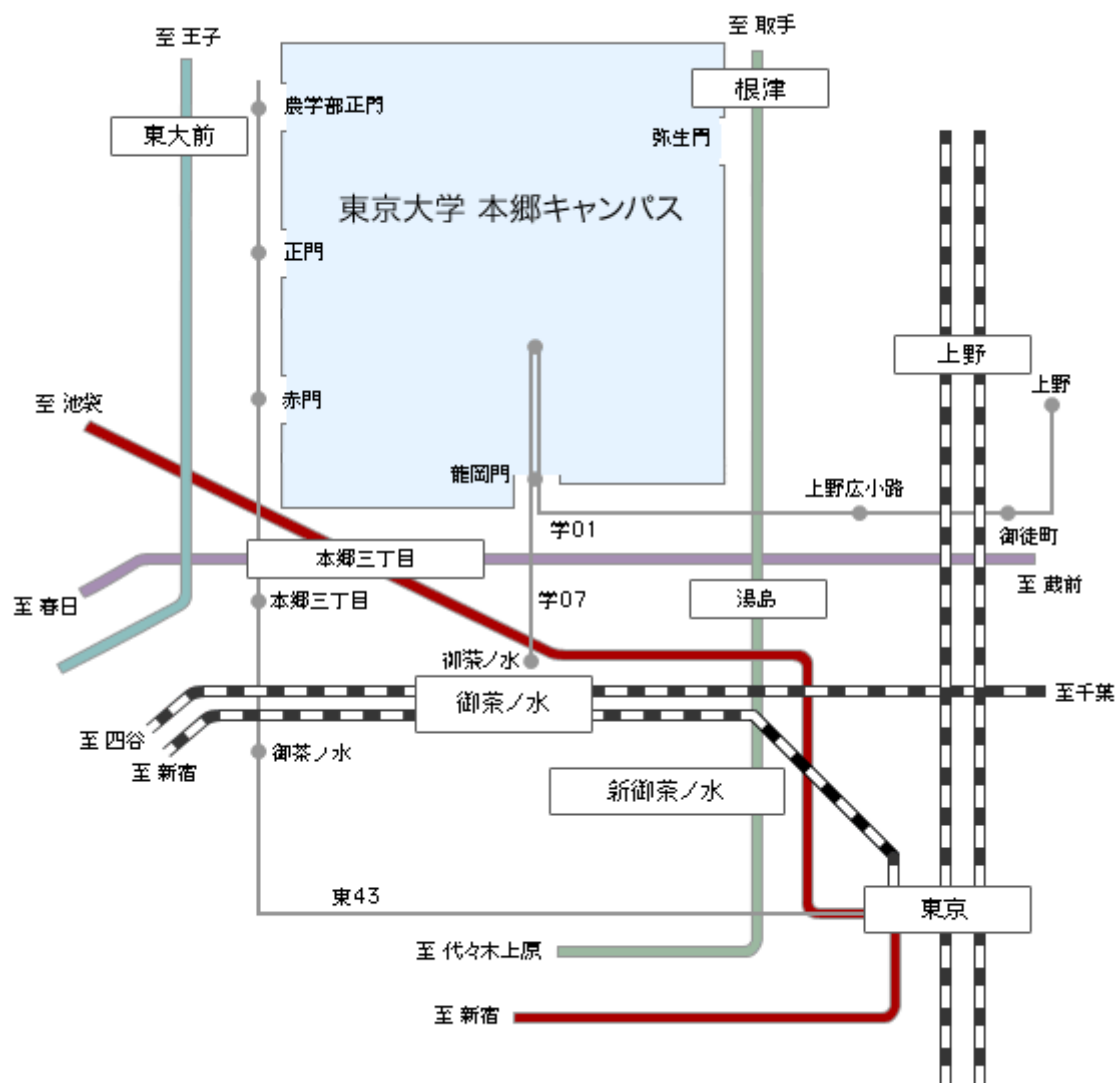 至 王子
至 取手
根津
農学部正門
東大前
弥生門
東京大学 本郷キャンパス
正門
上野
上野
至 池袋
赤門
龍岡門
上野広小路
学01
御徒町
本郷三丁目
至 蔵前
至 春日
本郷三丁目
学07
湯島
御茶ノ水
至千葉
御茶ノ水
至 四谷
御茶ノ水
至 新宿
新御茶ノ水
東43
東京
至 代々木上原
至 新宿